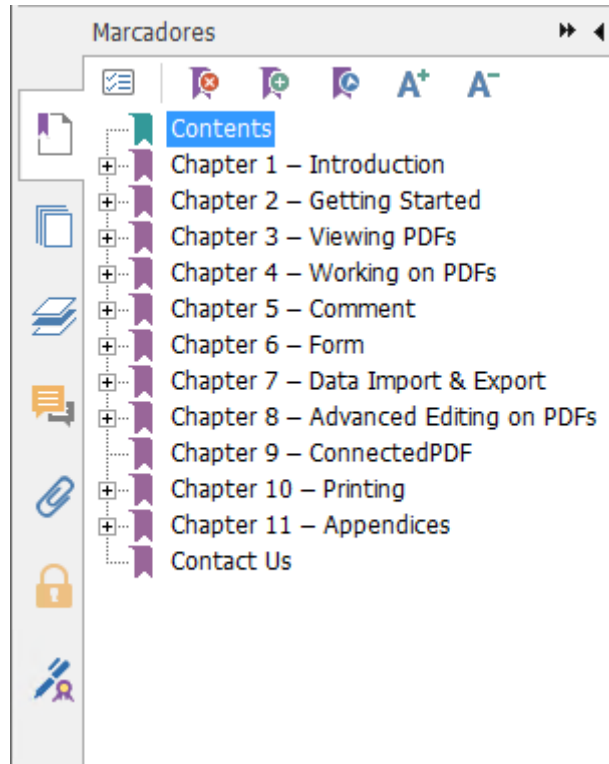 Marcadores
A+ A-
Contents
Chapter 1 – Introduction
Chapter 2 – Getting Started
Chapter 3 – Viewing PDFs
Chapter 4 – Working on PDFs
Chapter 5 – Comment
Chapter 6 – Form
Chapter 7 – Data Import & Export
Chapter 8 – Advanced Editing on PDFs
Chapter 9 – ConnectedPDF
Chapter 10 – Printing
Chapter 11 – Appendices
Contact Us